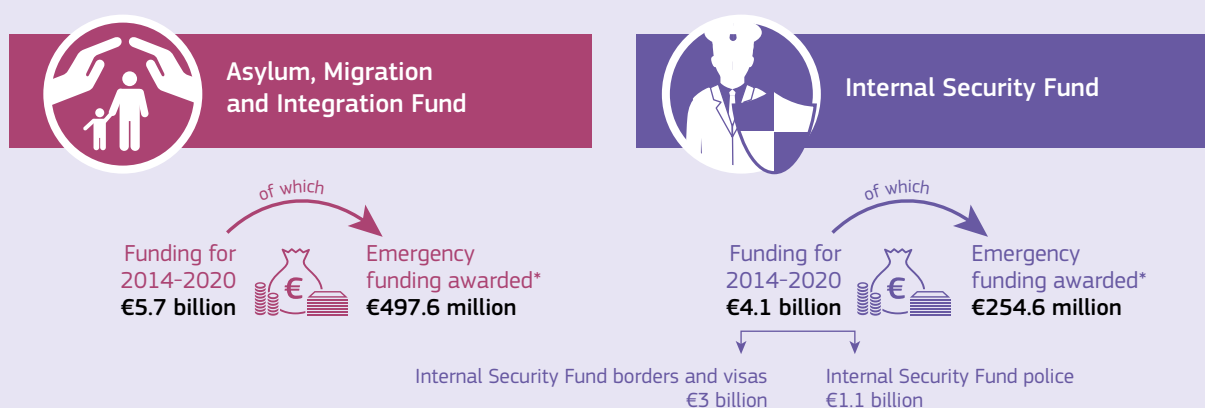 Asylum, Migration
and Integration Fund
of which
Funding for
2014-2020
€5.7 billion
€
Emergency
funding awarded*
€497.6 million
Internal Security Fund
of which
Funding for
2014-2020
€4.1 billion
€
Emergency
funding awarded*
€254.6 million
Internal Security Fund borders and visas
€3 billion
Internal Security Fund police
€1.1 billion